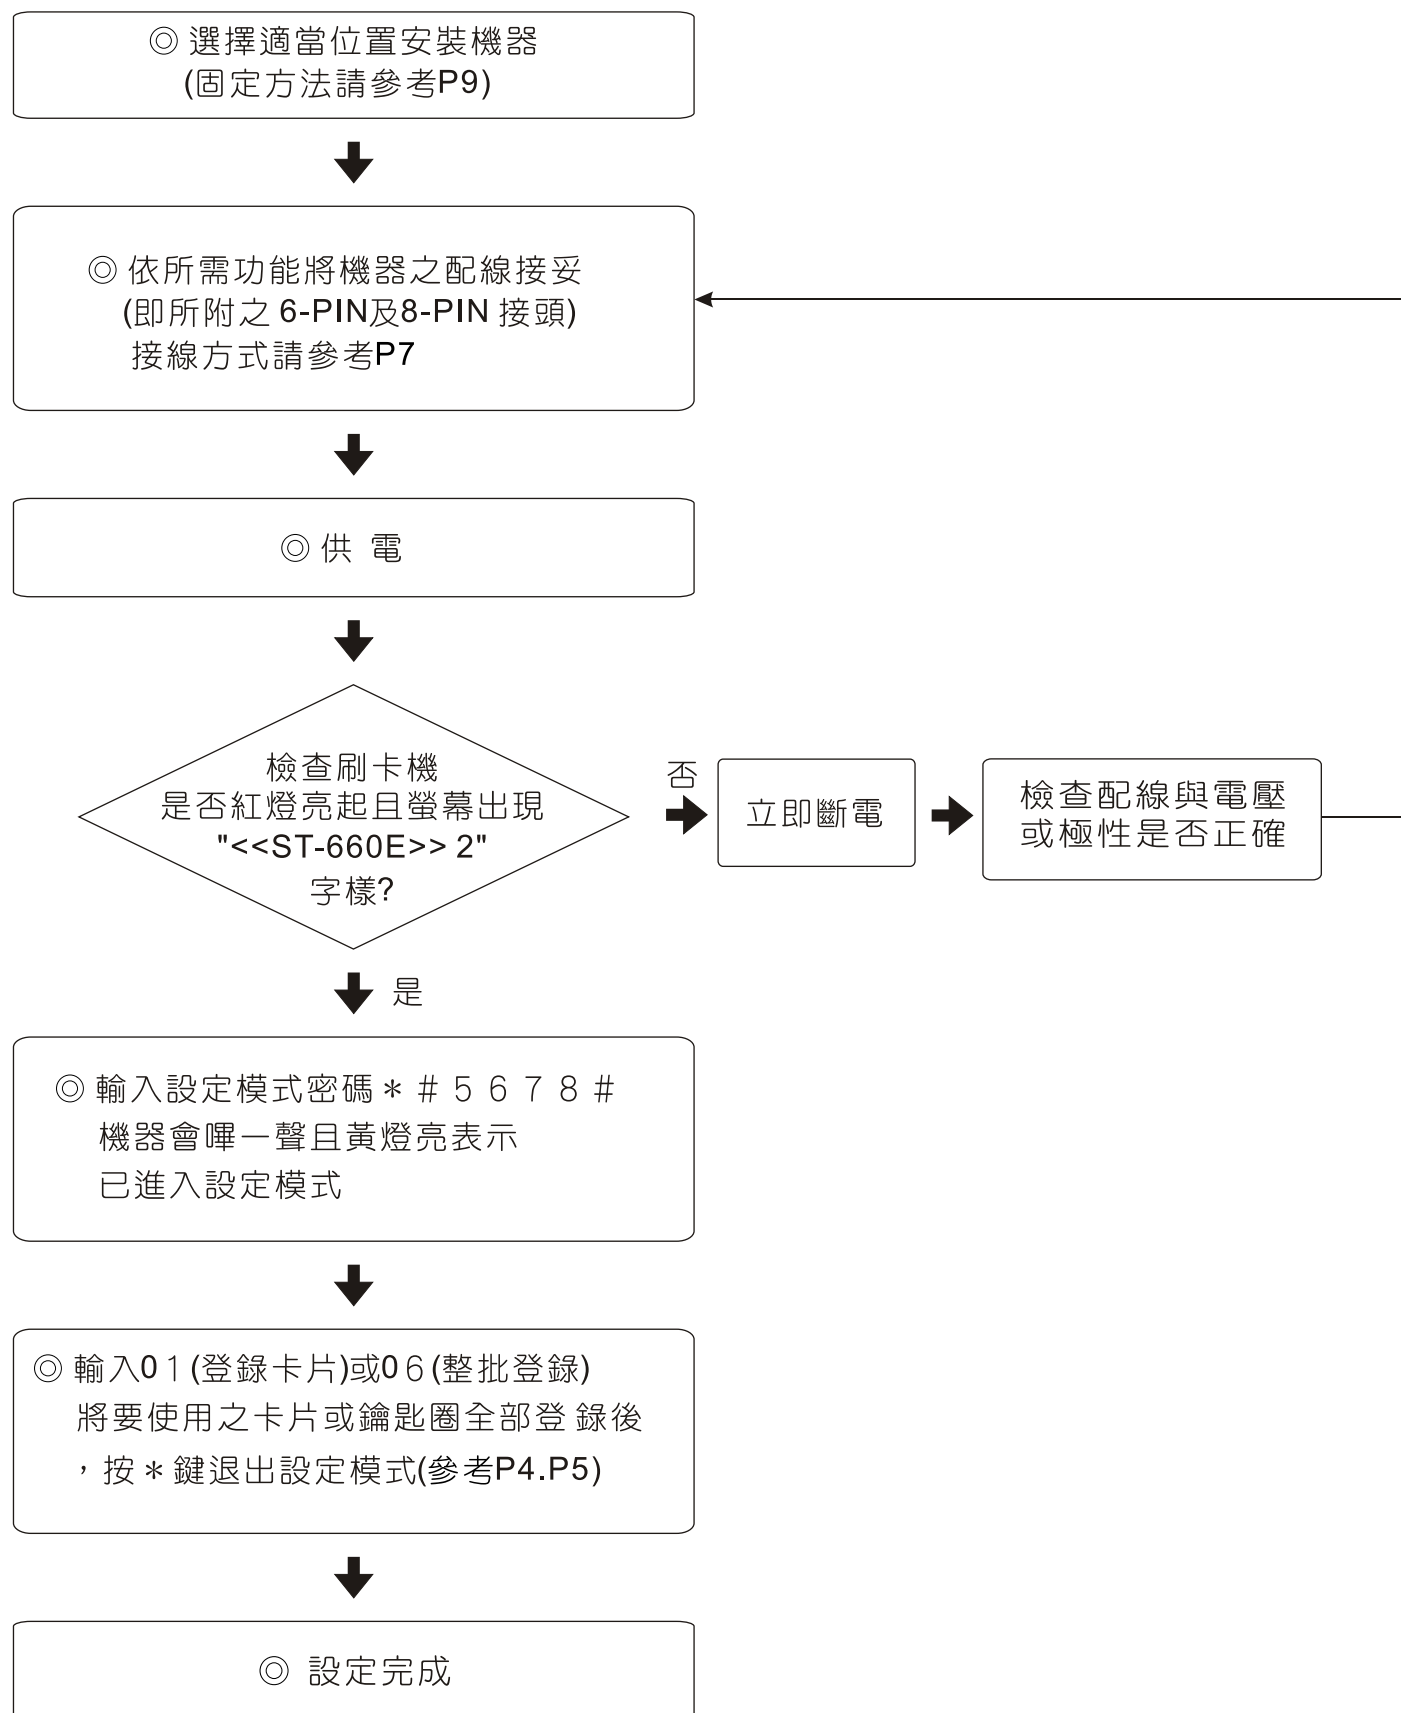 ◎ 選擇適當位置安裝機器
(固定方法請參考P9)
◎ 依所需功能將機器之配線接妥
(即所附之 6-PIN及8-PIN 接頭)
接線方式請參考P7
◎ 供 電
檢查刷卡機
是否紅燈亮起且螢幕出現
"<<ST-660E>> 2"
字樣?
否
立即斷電
檢查配線與電壓
或極性是否正確
是
◎ 輸入設定模式密碼＊＃５６７８＃
機器會嗶一聲且黃燈亮表示
已進入設定模式
◎ 輸入0１(登錄卡片)或0６(整批登錄)
將要使用之卡片或鑰匙圈全部登 錄後
，按＊鍵退出設定模式(參考P4.P5)
◎ 設定完成